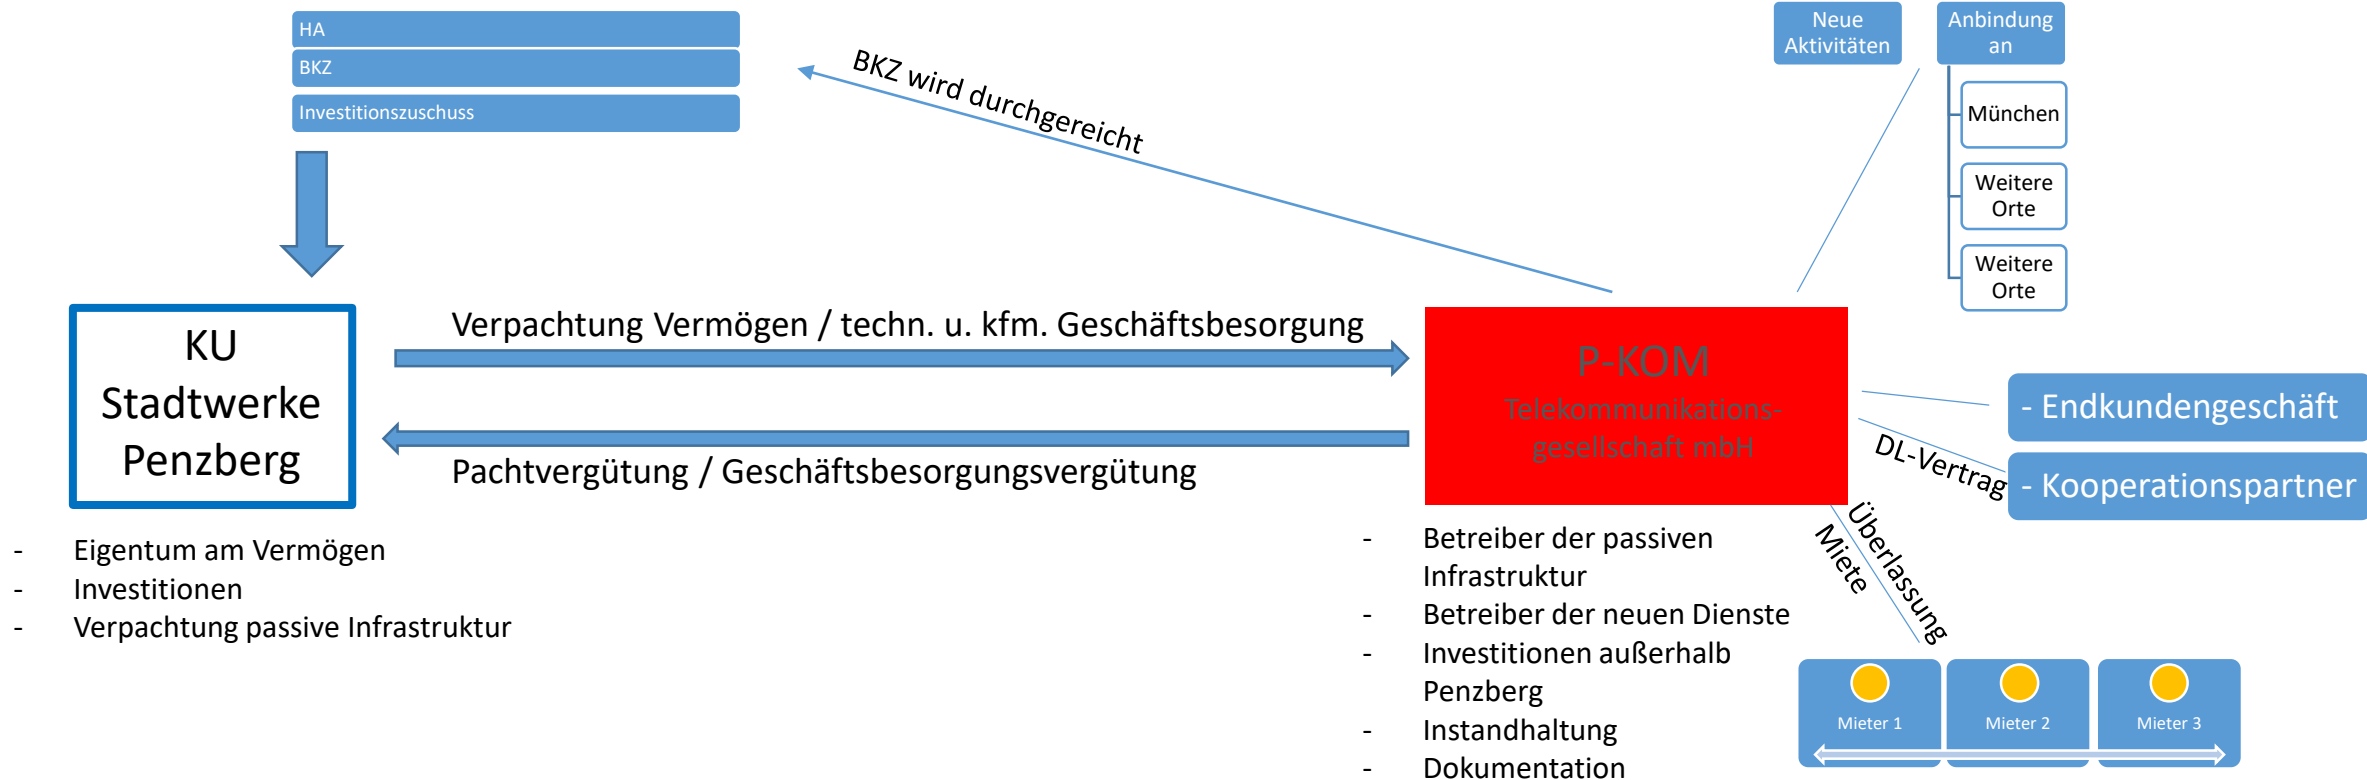 HA
BKZ
Investitionszuschuss
BKZ wird durchgereicht
Neue
Aktivitäten
Anbindung
an
München
Weitere
Orte
Weitere
Orte
KU
Stadtwerke
Penzberg
Verpachtung Vermögen / techn. u. kfm. Geschäftsbesorgung
Pachtvergütung / Geschäftsbesorgungsvergütung
P-KOM
Telekommunikations-
gesellschaft mbH
- Endkundengeschäft
DL-Vertrag
- Kooperationspartner
Überlassung
Miete
- Eigentum am Vermögen
- Investitionen
- Verpachtung passive Infrastruktur
- Betreiber der passiven
Infrastruktur
- Betreiber der neuen Dienste
- Investitionen außerhalb
Penzberg
- Instandhaltung
- Dokumentation
Mieter 1
Mieter 2
Mieter 3